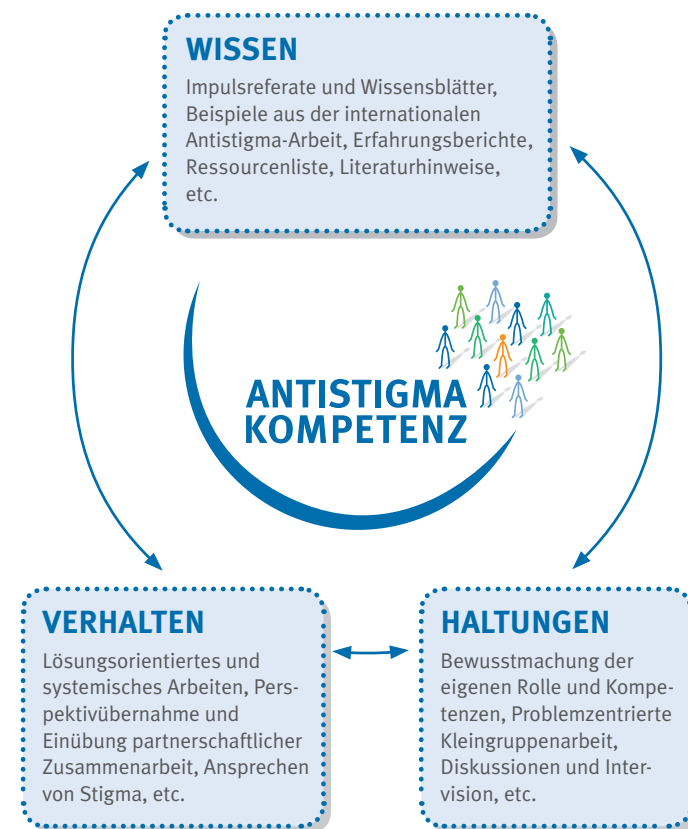 WISSEN
Impulsreferate und Wissensblätter,
Beispiele aus der internationalen
Antistigma-Arbeit, Erfahrungsberichte,
Ressourcenliste, Literaturhinweise,
etc.
ANTISTIGMA
KOMPETENZ
VERHALTEN
Lösungsorientiertes und
systemisches Arbeiten, Pers-
pektivübernahme und
Einübung partnerschaftlicher
Zusammenarbeit, Ansprechen
von Stigma, etc.
HALTUNGEN
Bewusstmachung der
eigenen Rolle und Kompe-
tenzen, Problemzentrierte
Kleingruppenarbeit,
Diskussionen und Inter-
vision, etc.